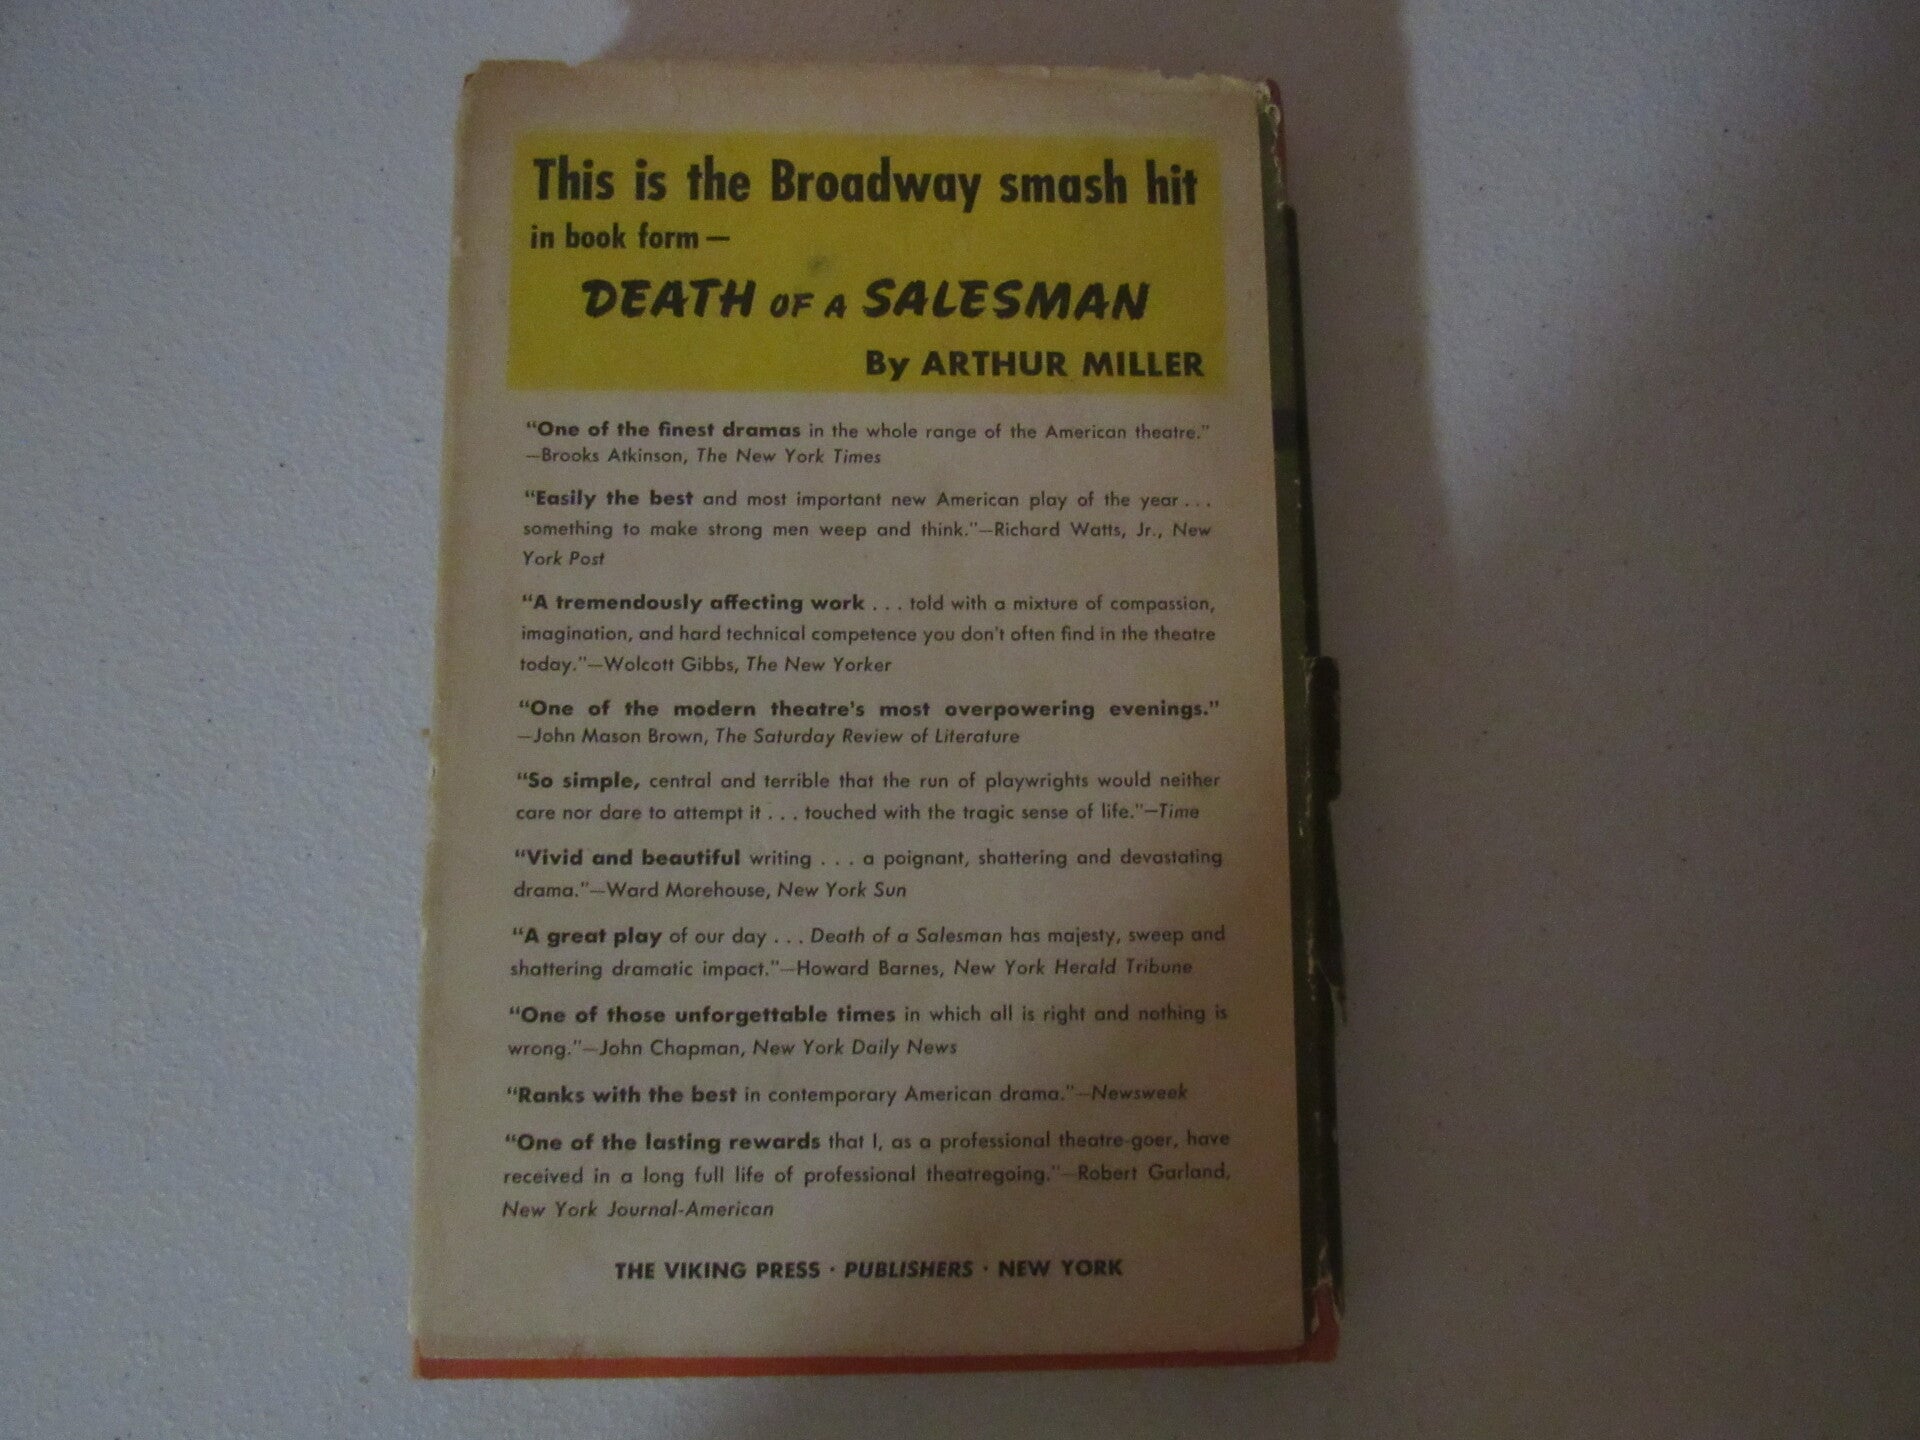 This is the Broadway smash hit
in book form—
DEATH OF A SALESMAN
By ARTHUR MILLER
“One of the finest dramas in the whole range of the American theatre.”
—Brooks Atkinson, The New York Times
“Easily the best and most important new American play of the year . . .
something to make strong men weep and think.”—Richard Watts, Jr., New
York Post
“A tremendously affecting work . . . told with a mixture of compassion,
imagination, and hard technical competence you don’t often find in the theatre
today.”—Wolcott Gibbs, The New Yorker
“One of the modern theatre’s most overpowering evenings.”
—John Mason Brown, The Saturday Review of Literature
“So simple, central and terrible that the run of playwrights would neither
care nor dare to attempt it . . . touched with the tragic sense of life.”—Time
“Vivid and beautiful writing . . . a poignant, shattering and devastating
drama.”—Ward Morehouse, New York Sun
“A great play of our day . . . Death of a Salesman has majesty, sweep and
shattering dramatic impact.”—Howard Barnes, New York Herald Tribune
“One of those unforgettable times in which all is right and nothing is
wrong.”—John Chapman, New York Daily News
“Ranks with the best in contemporary American drama.”—Newsweek
“One of the lasting rewards that I, as a professional theatre-goer, have
received in a long full life of professional theatregoing.”—Robert Garland,
New York Journal-American
THE VIKING PRESS · PUBLISHERS · NEW YORK